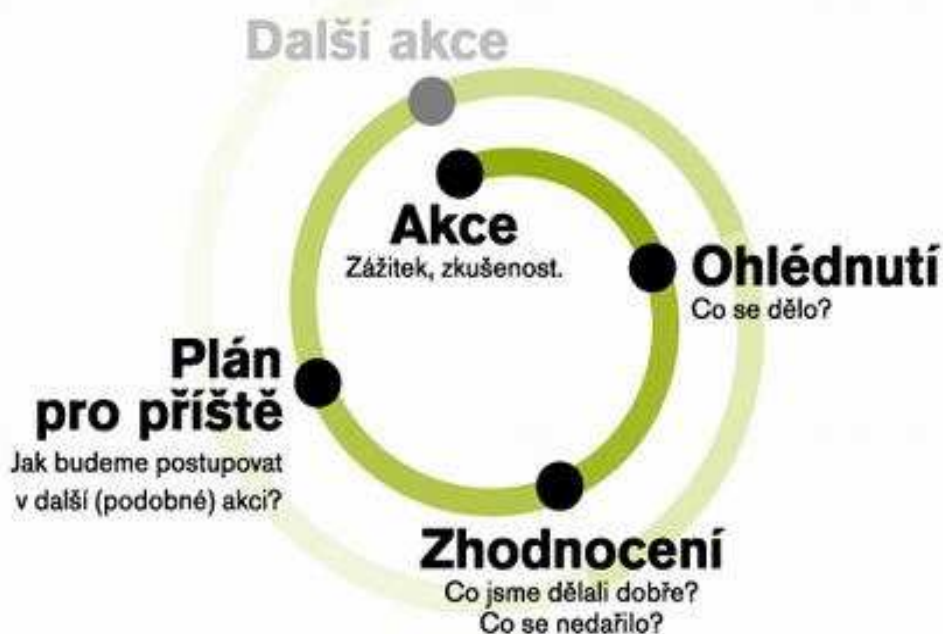 Další akce
Akce
Zážitek, zkušenost.
Ohlédnutí
Co se dělo?
Zhodnocení
Co jsme dělali dobře?
Co se nedařilo?
Plán
pro příště
Jak budeme postupovat
v další (podobné) akci?